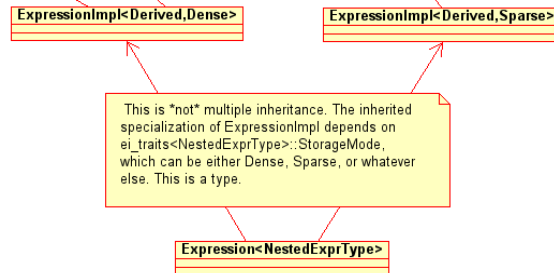 ExpressionImpl<Derived,Dense>
ExpressionImpl<Derived,Sparse>
This is *not* multiple inheritance. The inherited
specialization of ExpressionImpl depends on
ei_traits<NestedExprType>::StorageMode,
which can be either Dense, Sparse, or whatever
else. This is a type.
Expression<NestedExprType>